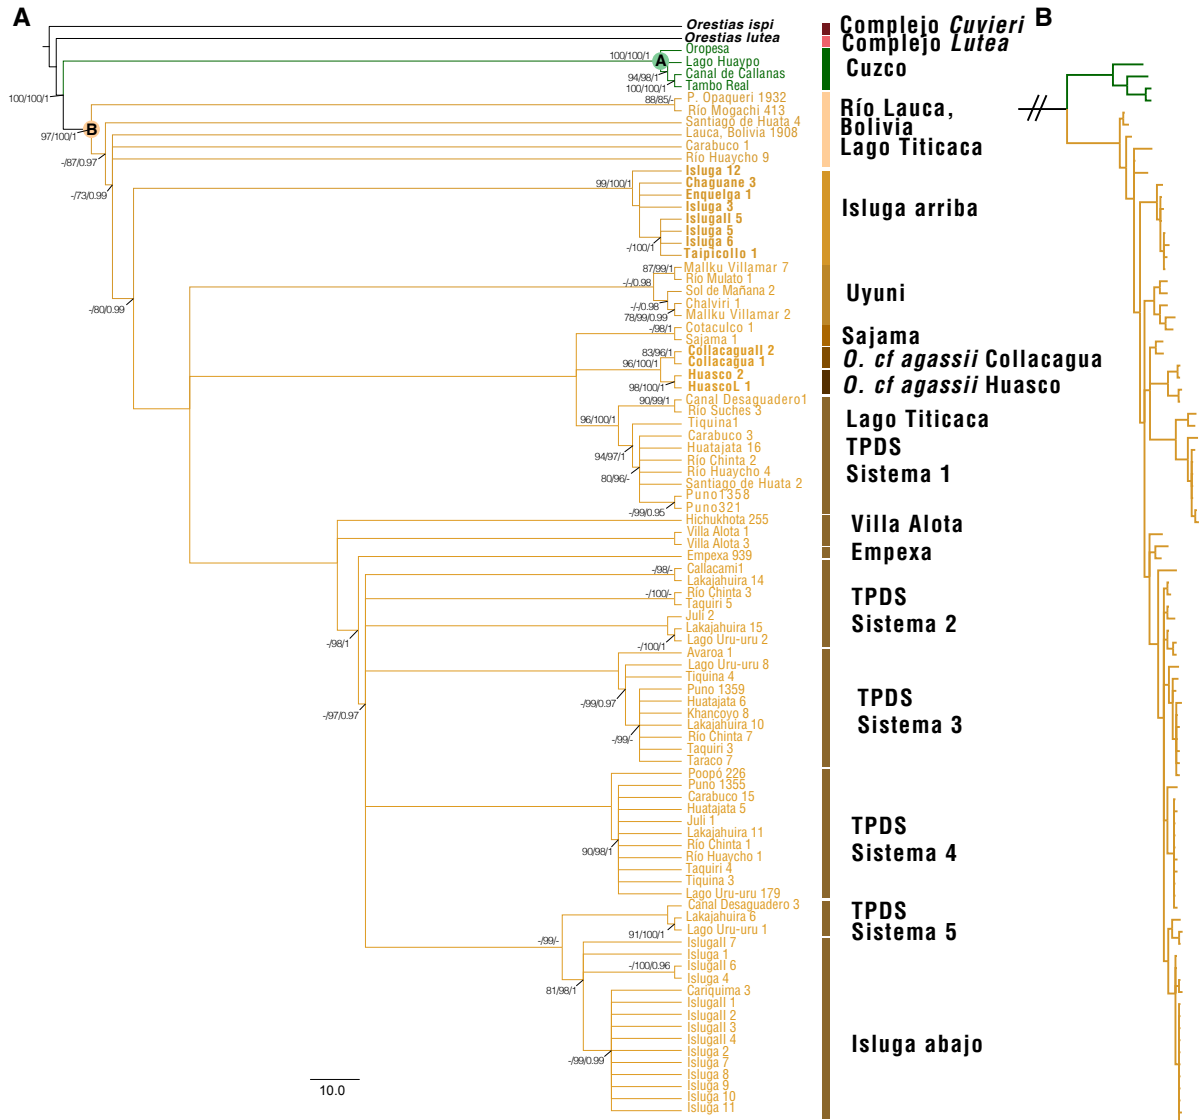 A
B
Orestias ispi
Orestias lutea
Oropesa
Lago Huaypo
Canal de Callanas
Tambo Real
P. Opaqueri 1932
Río Mogachi 413
Santiago de Huata 4
Lauca, Bolivia 1908
Carabuco 1
Río Huaycho 9
Isluga 12
Chaguane 3
Enquelga 1
Isluga 3
IslugaII 5
Isluga 5
Isluga 6
Taipicollo 1
Mallku Villamar 7
Río Mulato 1
Sol de Mañana 2
Chalviri 1
Mallku Villamar 2
Cotaculco 1
Sajama 1
CollacaguaII 2
Collacagua 1
Huasco 2
HuascoL 1
Canal Desaguadero1
Río Suches 3
Tiquina1
Carabuco 3
Huatajata 16
Río Chinta 2
Río Huaycho 4
Santiago de Huata 2
Puno1358
Puno321
Hichukhota 255
Villa Alota 1
Villa Alota 3
Empexa 939
Callacami1
Lakajahuira 14
Río Chinta 3
Taquiri 5
Juli 2
Lakajahuira 15
Lago Uru-uru 2
Avaroa 1
Lago Uru-uru 8
Tiquina 4
Puno 1359
Huatajata 6
Khancoyo 8
Lakajahuira 10
Río Chinta 7
Taquiri 3
Taraco 7
Poopó 226
Puno 1355
Carabuco 15
Huatajata 5
Juli 1
Lakajahuira 11
Río Chinta 1
Río Huaycho 1
Taquiri 4
Tiquina 3
Lago Uru-uru 179
Canal Desaguadero 3
Lakajahuira 6
Lago Uru-uru 1
IslugaII 7
Isluga 1
IslugaII 6
Isluga 4
Cariquima 3
IslugaII 1
IslugaII 2
IslugaII 3
IslugaII 4
Isluga 2
Isluga 7
Isluga 8
Isluga 9
Isluga 10
Isluga 11
Complejo Cuvieri
Complejo Lutea
Cuzco
Río Lauca,
Bolivia
Lago Titicaca
Isluga arriba
Uyuni
Sajama
O. cf agassii Collacagua
O. cf agassii Huasco
Lago Titicaca
TPDS
Sistema 1
Villa Alota
Empexa
TPDS
Sistema 2
TPDS
Sistema 3
TPDS
Sistema 4
TPDS
Sistema 5
Isluga abajo
100/100/1
A
94/98/1
100/100/1
100/100/1
88/85/-
97/100/1
B
-/87/0.97
-/73/0.99
99/100/1
-/100/1
-/80/0.99
87/99/1
-/-/0.98
-/-/0.98
78/99/0.99
-/98/1
83/96/1
96/100/1
98/100/1
90/99/1
96/100/1
94/97/1
80/96/-
-/99/0.95
-/98/-
-/100/-
-/98/1
-/100/1
-/97/0.97
-/99/0.97
-/99/-
90/98/1
91/100/1
-/99/-
-/100/0.96
81/98/1
-/99/0.99
10.0